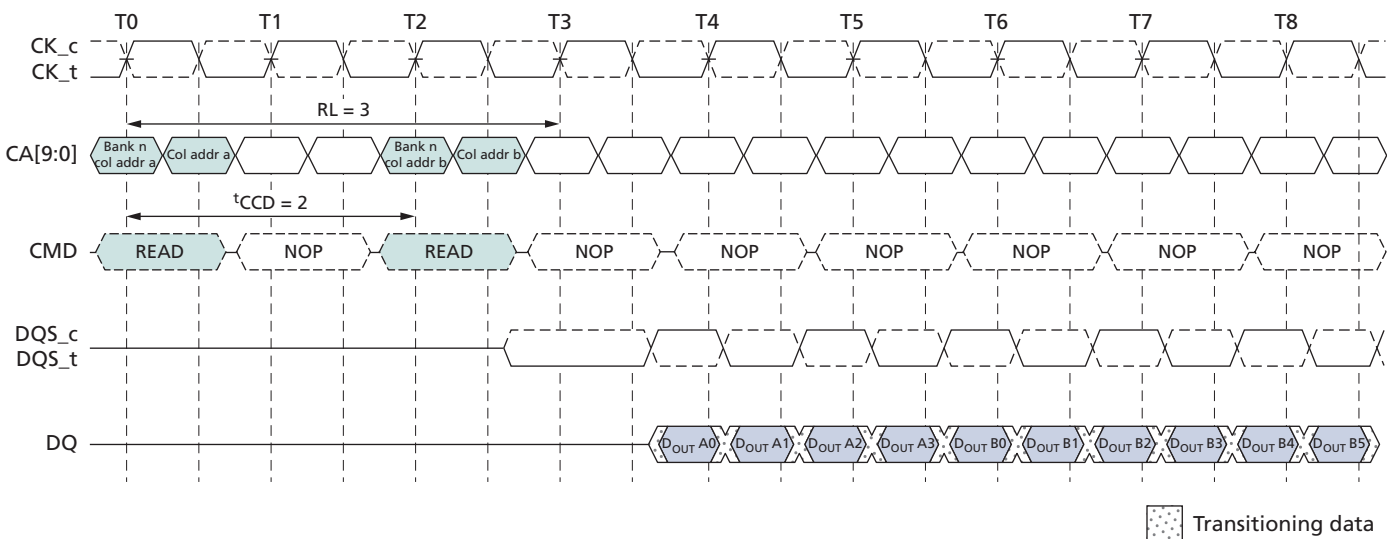 T0 T1 T2 T3 T4 T5 T6 T7 T8
CK_c
CK_t
RL = 3
CA[9:0]
Bank n
col addr a
Col addr a
Bank n
col addr b
Col addr b
tCCD = 2
CMD READ NOP READ NOP NOP NOP NOP NOP NOP
DQS_c
DQS_t
DQ DOUT A0 DOUT A1 DOUT A2 DOUT A3 DOUT B0 DOUT B1 DOUT B2 DOUT B3 DOUT B4 DOUT B5
Transitioning data